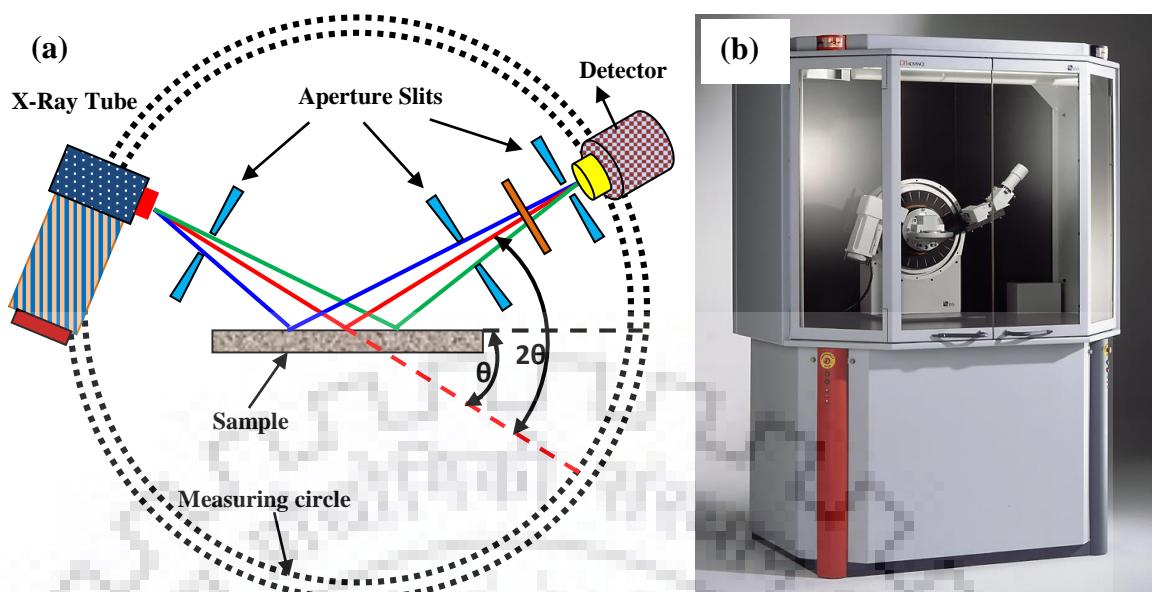 (a)
X-Ray Tube
Aperture Slits
Detector
2θ
θ
Sample
Measuring circle
(b)
D8 ADVANCE